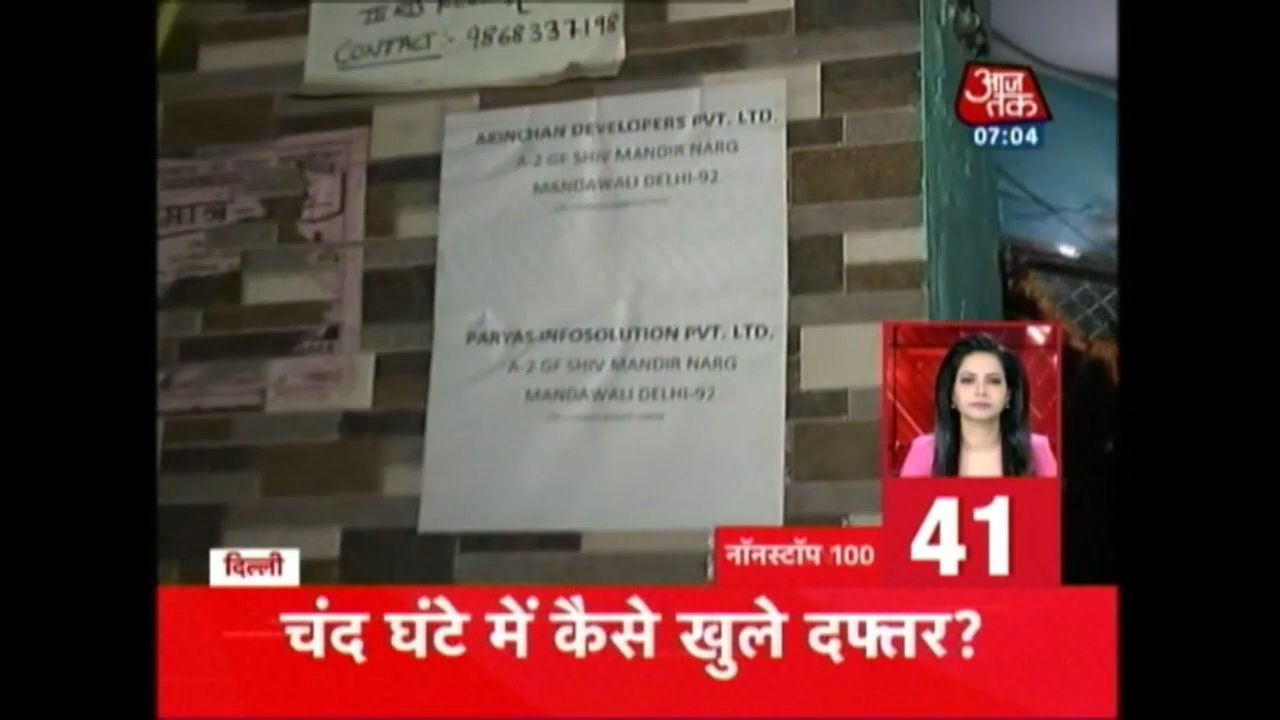 CONTACT:- 9868337198
आज
तक
07:04
AKINCHAN DEVELOPERS PVT. LTD.
A-2 GF SHIV MANDIR NARG
MANDAWALI DELHI-92
मात्र
PARYAS INFOSOLUTION PVT. LTD.
A-2 GF SHIV MANDIR NARG
MANDAWALI DELHI-92
41
नॉनस्टॉप 100
दिल्ली
चंद घंटे में कैसे खुले दफ्तर?